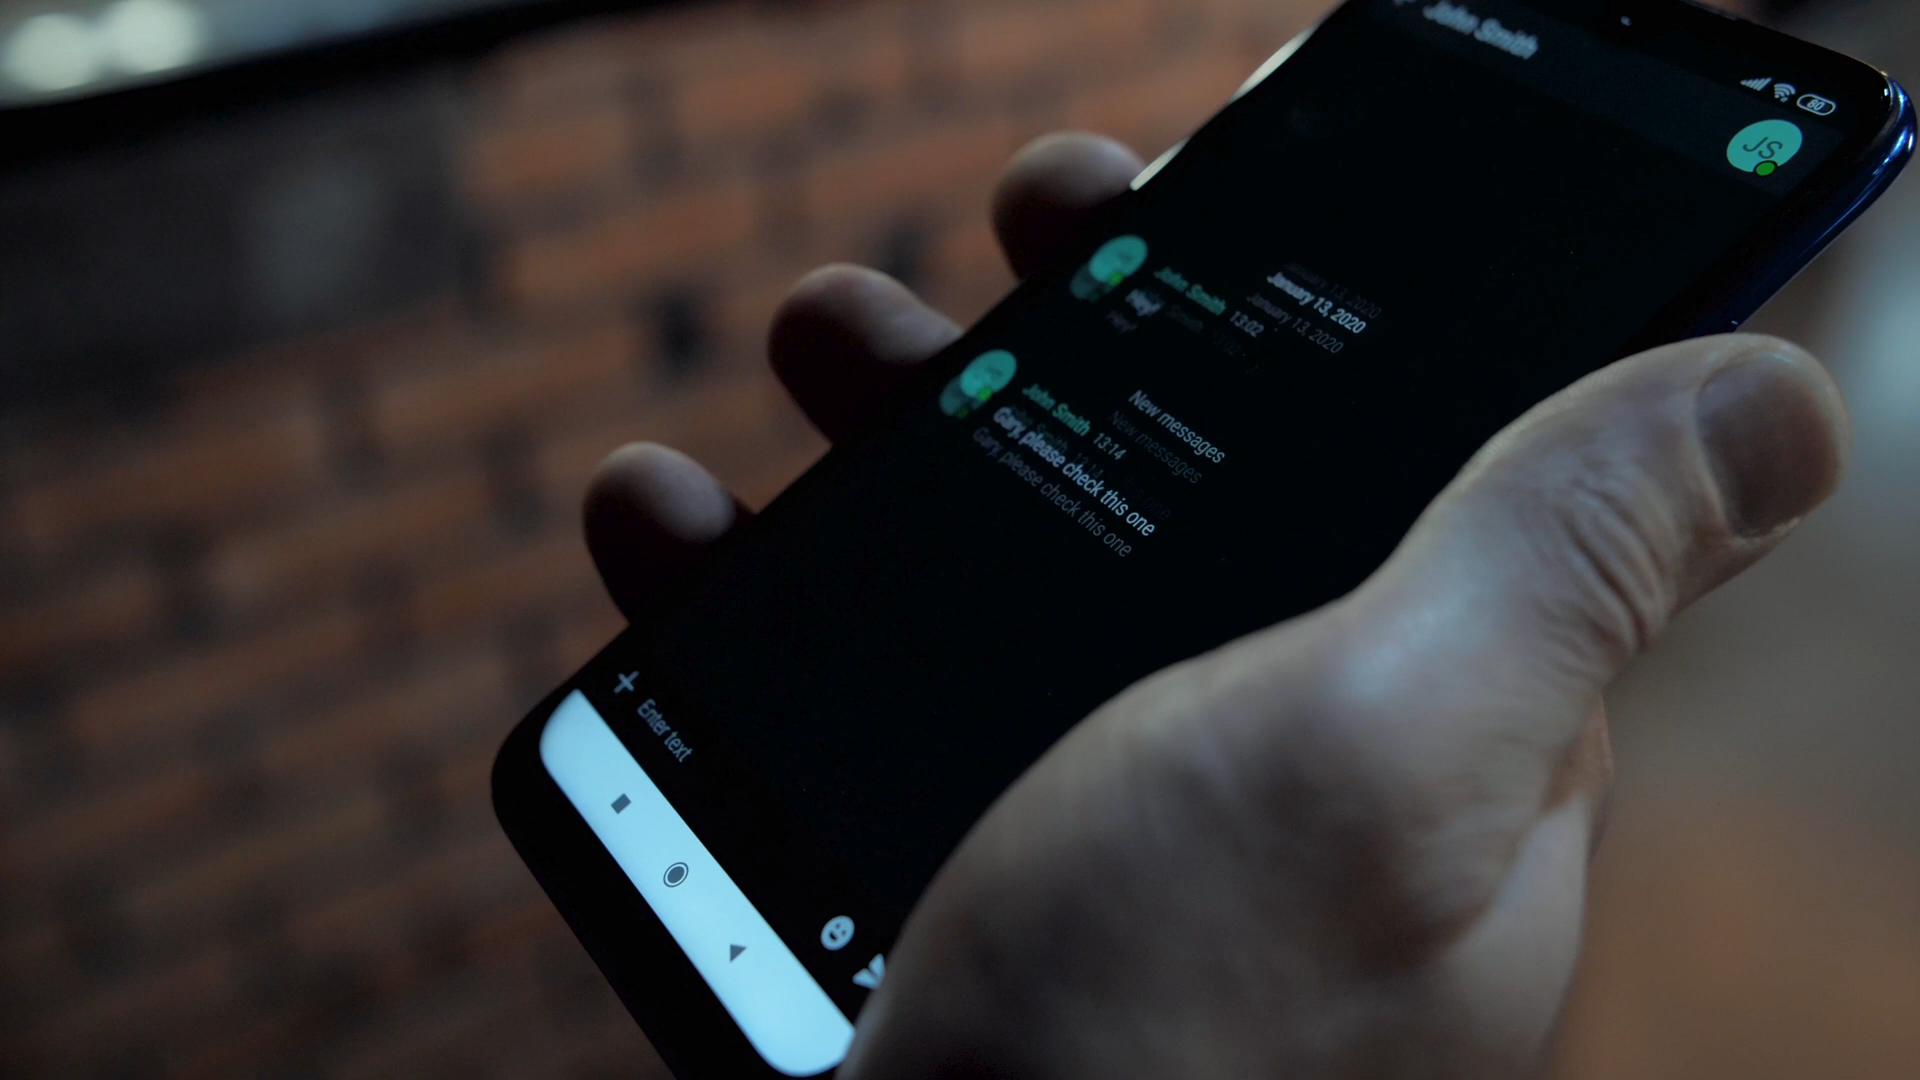 John Smith
80
JS
January 13, 2020
John Smith 13:02
Hey!
New messages
John Smith 13:14
Gary, please check this one
Enter text